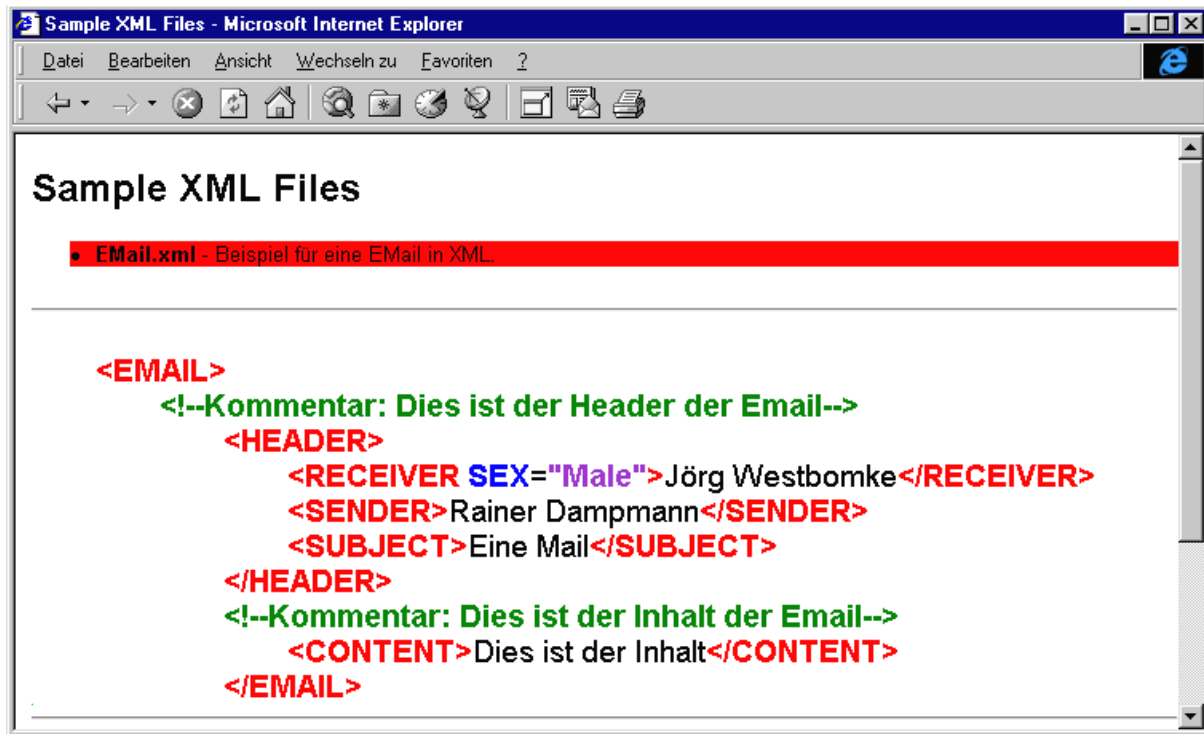 Sample XML Files - Microsoft Internet Explorer
Datei Bearbeiten Ansicht Wechseln zu Favoriten ?
Sample XML Files
• EMail.xml - Beispiel für eine EMail in XML.
<EMAIL>
<!--Kommentar: Dies ist der Header der Email-->
<HEADER>
<RECEIVER SEX="Male">Jörg Westbomke</RECEIVER>
<SENDER>Rainer Dampmann</SENDER>
<SUBJECT>Eine Mail</SUBJECT>
</HEADER>
<!--Kommentar: Dies ist der Inhalt der Email-->
<CONTENT>Dies ist der Inhalt</CONTENT>
</EMAIL>